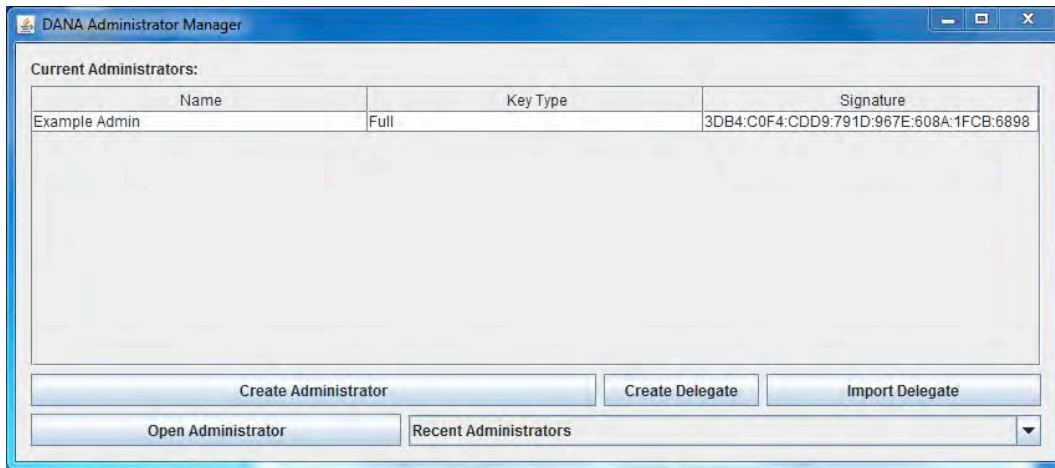 DANA Administrator Manager
Current Administrators:
Name Key Type Signature
Example Admin Full 3DB4:C0F4:CDD9:791D:967E:608A:1FCB:6898
Create Administrator Create Delegate Import Delegate
Open Administrator Recent Administrators